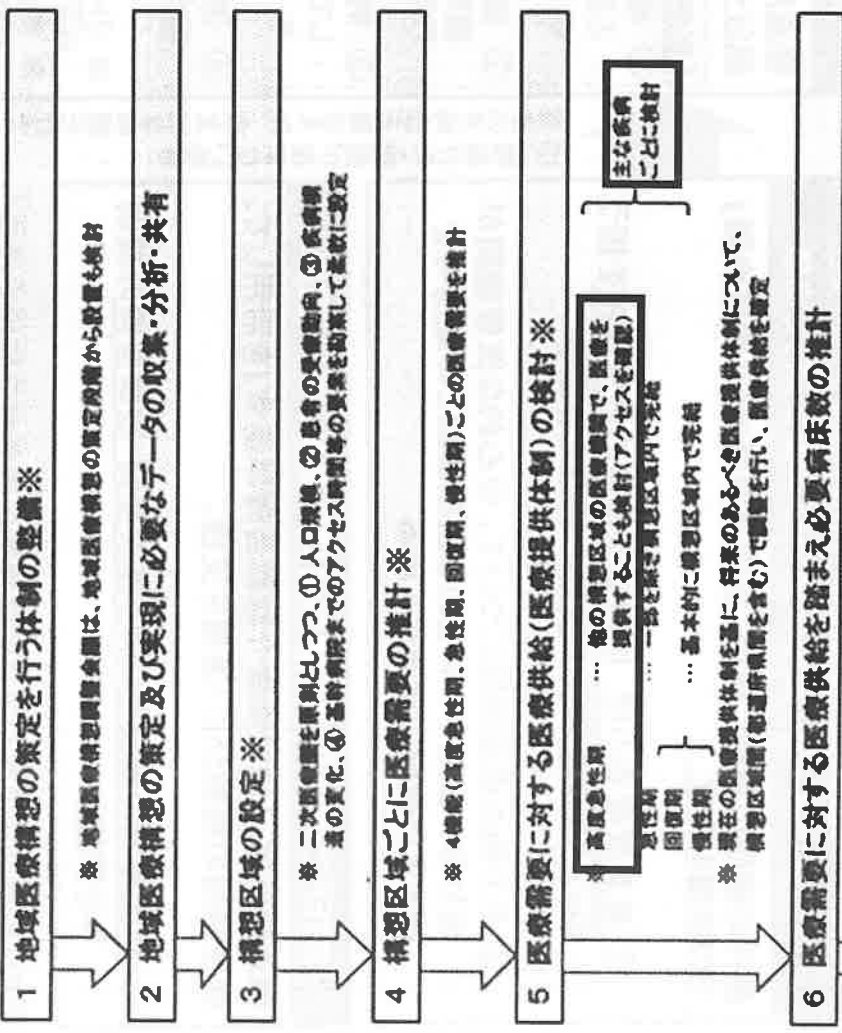 1 地域医療構想の策定を行う体制の整備※
※ 地域医療構想調整会議は、地域医療構想の策定段階から設置も検討
2 地域医療構想の策定及び実現に必要なデータの収集・分析・共有
3 構想区域の設定※
※ 二次医療圏を原則としつつ、① 人口規模、② 患者の受療動向、③ 疾病構
造の変化、④ 基幹病院までのアクセス時間等の要素を勘案して柔軟に設定
4 構想区域ごとに医療需要の推計※
※ 4機能(高度急性期、急性期、回復期、慢性期)ごとの医療需要を推計
5 医療需要に対する医療供給(医療提供体制)の検討※
※ 高度急性期 … 他の構想区域の医療機関で、医療を
提供することも検討(アクセスを確認)
急性期 … 一部を除き構想区域内で完結
回復期
慢性期 … 基本的に構想区域内で完結
主な疾病
ごとに検討
※ 現在の医療提供体制を基に、将来のあるべき医療提供体制について、
構想区域間(都道府県間を含む)で調整を行い、医療供給を確定
6 医療需要に対する医療供給を踏まえ必要病床数の推計